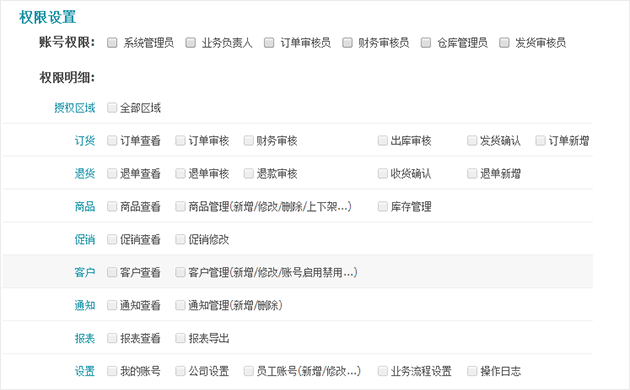 权限设置
账号权限: 系统管理员 业务负责人 订单审核员 财务审核员 仓库管理员 发货审核员
权限明细:
授权区域 全部区域
订货 订单查看 订单审核 财务审核 出库审核 发货确认 订单新增
退货 退单查看 退单审核 退款审核 收货确认 退单新增
商品 商品查看 商品管理(新增/修改/删除/上下架...) 库存管理
促销 促销查看 促销修改
客户 客户查看 客户管理(新增/修改/账号启用禁用...)
通知 通知查看 通知管理(新增/删除)
报表 报表查看 报表导出
设置 我的账号 公司设置 员工账号(新增/修改...) 业务流程设置 操作日志